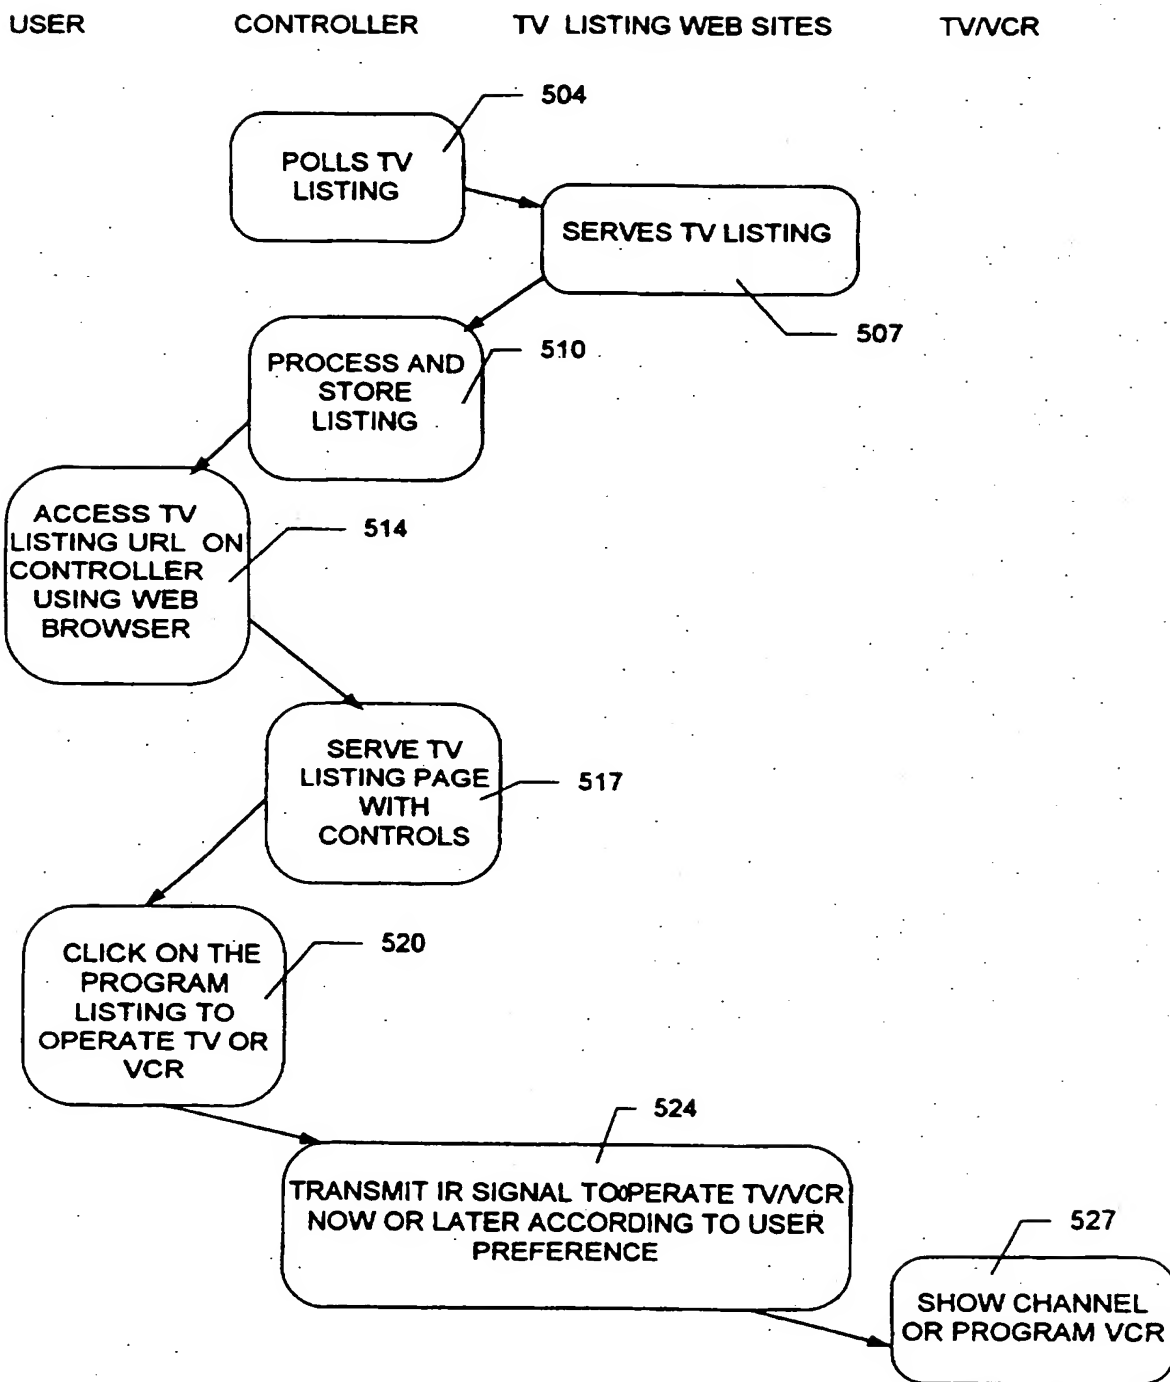 USER CONTROLLER TV LISTING WEB SITES TV/VCR
504
POLLS TV
LISTING
SERVES TV LISTING
507
PROCESS AND
STORE
LISTING
510
ACCESS TV
LISTING URL ON
CONTROLLER
USING WEB
BROWSER
514
SERVE TV
LISTING PAGE
WITH
CONTROLS
517
CLICK ON THE
PROGRAM
LISTING TO
OPERATE TV OR
VCR
520
524
TRANSMIT IR SIGNAL TO OPERATE TV/VCR
NOW OR LATER ACCORDING TO USER
PREFERENCE
527
SHOW CHANNEL
OR PROGRAM VCR